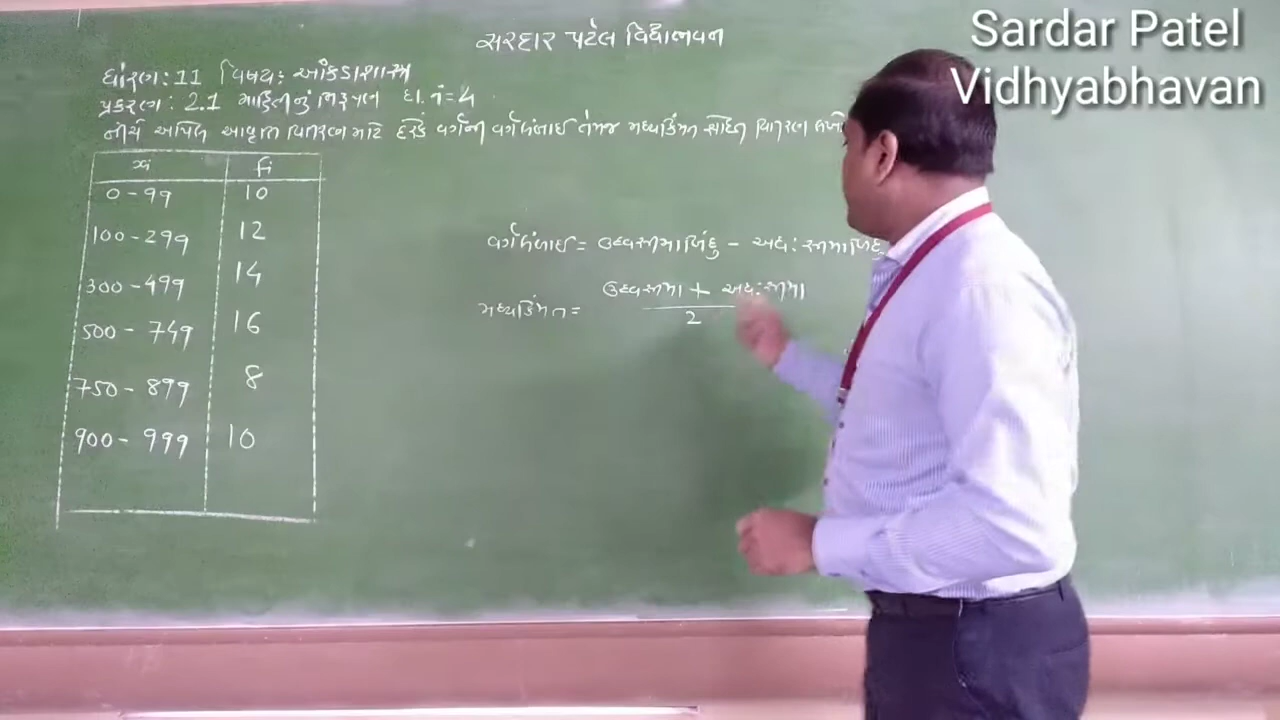 Sardar Patel
Vidhyabhavan
સરદાર પટેલ વિદ્યાભવન
ધોરણ: 11 વિષય: આંકડાશાસ્ત્ર
પ્રકરણ: 2.1 માહિતીનું નિરૂપણ દા. નં = 4
નીચે આપેલ આવૃત્તિ વિતરણ માટે દરેક વર્ગની વર્ગલંબાઈ તેમજ મધ્યકિંમત સહિત વિતરણ લખો
xi fi
0 - 99 10
100 - 299 12
300 - 499 14
500 - 749 16
750 - 899 8
900 - 999 10
વર્ગલંબાઈ = ઉર્ધ્વસીમાબિંદુ - અધ: સીમાબિંદુ
મધ્યકિંમત = ઉર્ધ્વસીમા + અધ:સીમા
2